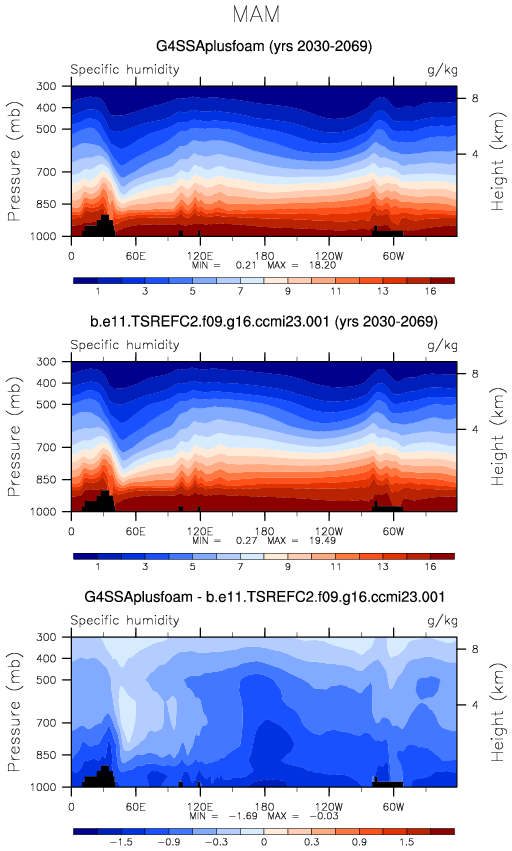 MAM
G4SSAplusfoam (yrs 2030-2069)
Specific humidity g/kg
Pressure (mb)
300
400
500
700
850
1000
Height (km)
8
4
0 60E 120E 180 120W 60W
MIN = 0.21 MAX = 18.20
1 3 5 7 9 11 13 16
b.e11.TSREFC2.f09.g16.ccmi23.001 (yrs 2030-2069)
Specific humidity g/kg
Pressure (mb)
300
400
500
700
850
1000
Height (km)
8
4
0 60E 120E 180 120W 60W
MIN = 0.27 MAX = 19.49
1 3 5 7 9 11 13 16
G4SSAplusfoam - b.e11.TSREFC2.f09.g16.ccmi23.001
Specific humidity g/kg
Pressure (mb)
300
400
500
700
850
1000
Height (km)
8
4
0 60E 120E 180 120W 60W
MIN = −1.69 MAX = −0.03
−1.5 −0.9 −0.3 0 0.3 0.9 1.5